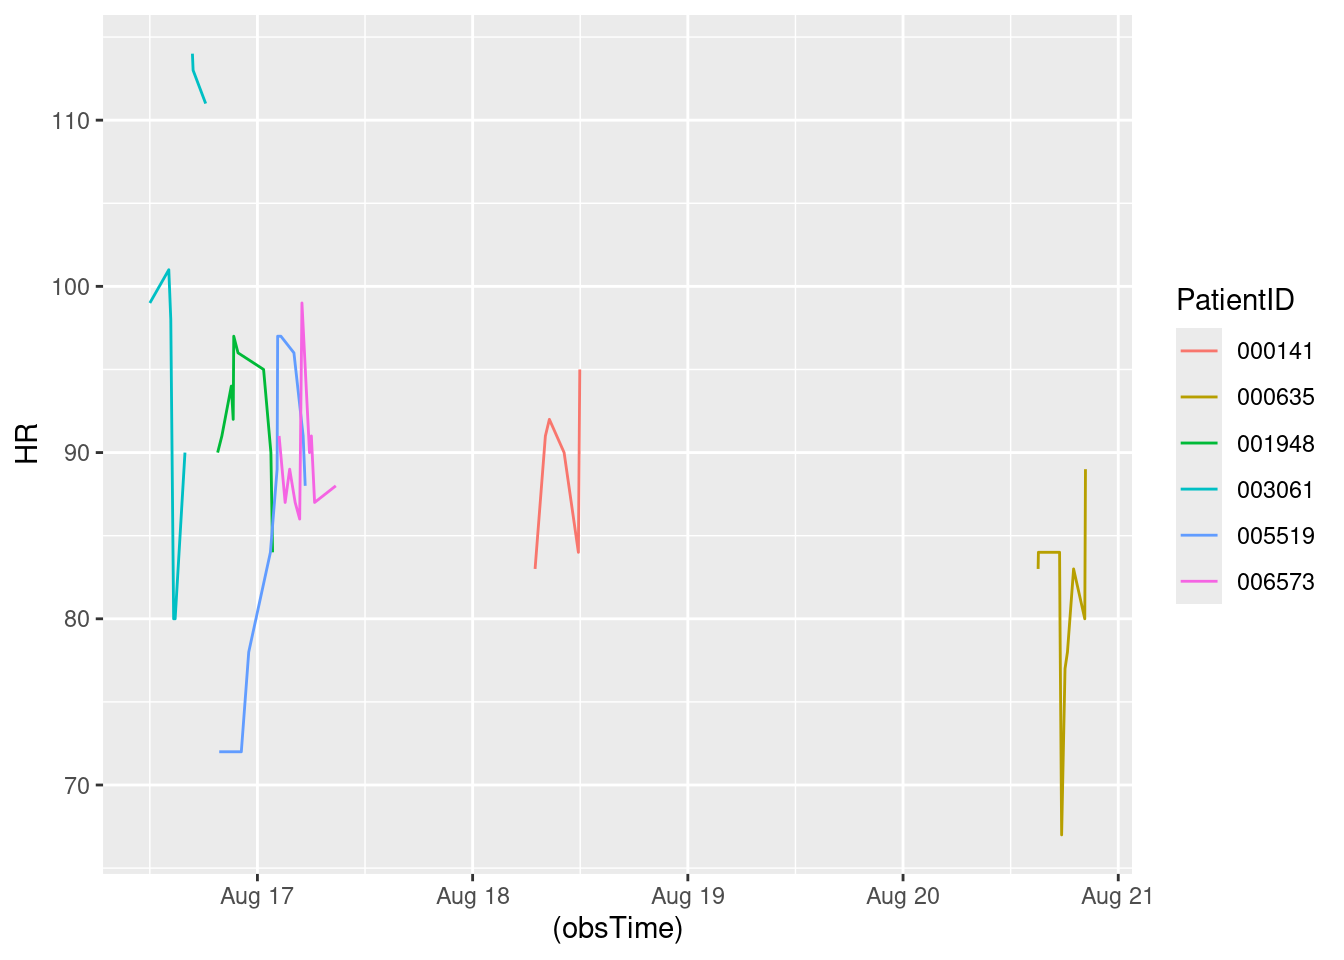 110
100
90
80
70
HR
Aug 17
Aug 18
Aug 19
Aug 20
Aug 21
(obsTime)
PatientID
000141
000635
001948
003061
005519
006573